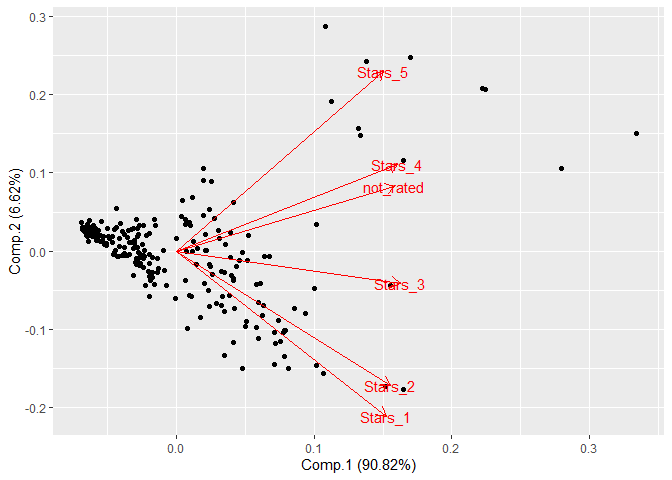 0.3
0.2
0.1
0.0
-0.1
-0.2
Comp.2 (6.62%)
Stars_5
Stars_4
not_rated
Stars_3
Stars_2
Stars_1
0.0
0.1
0.2
0.3
Comp.1 (90.82%)